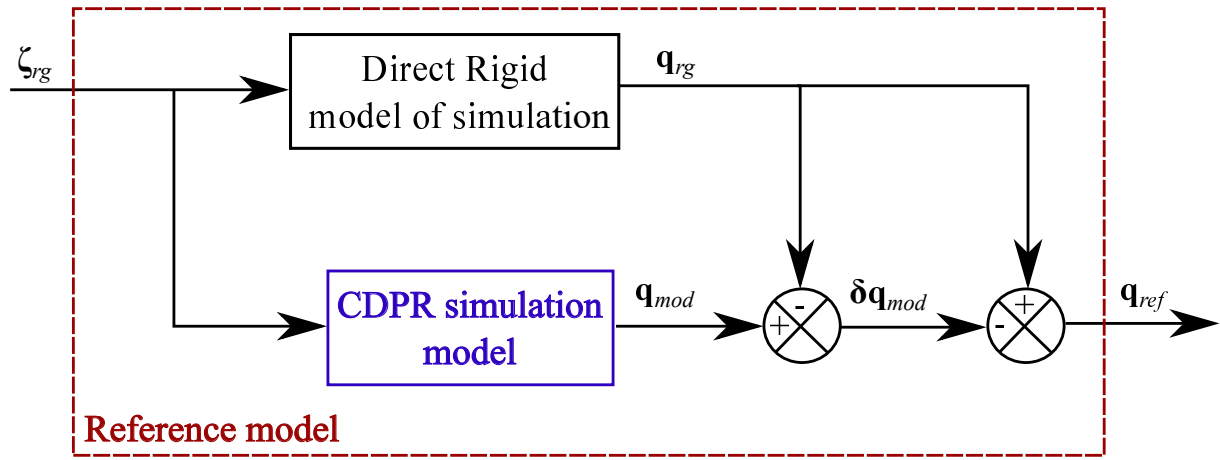 ζrg
Direct Rigid
model of simulation
qrg
CDPR simulation
model
qmod
-
+
δqmod
+
-
qref
Reference model